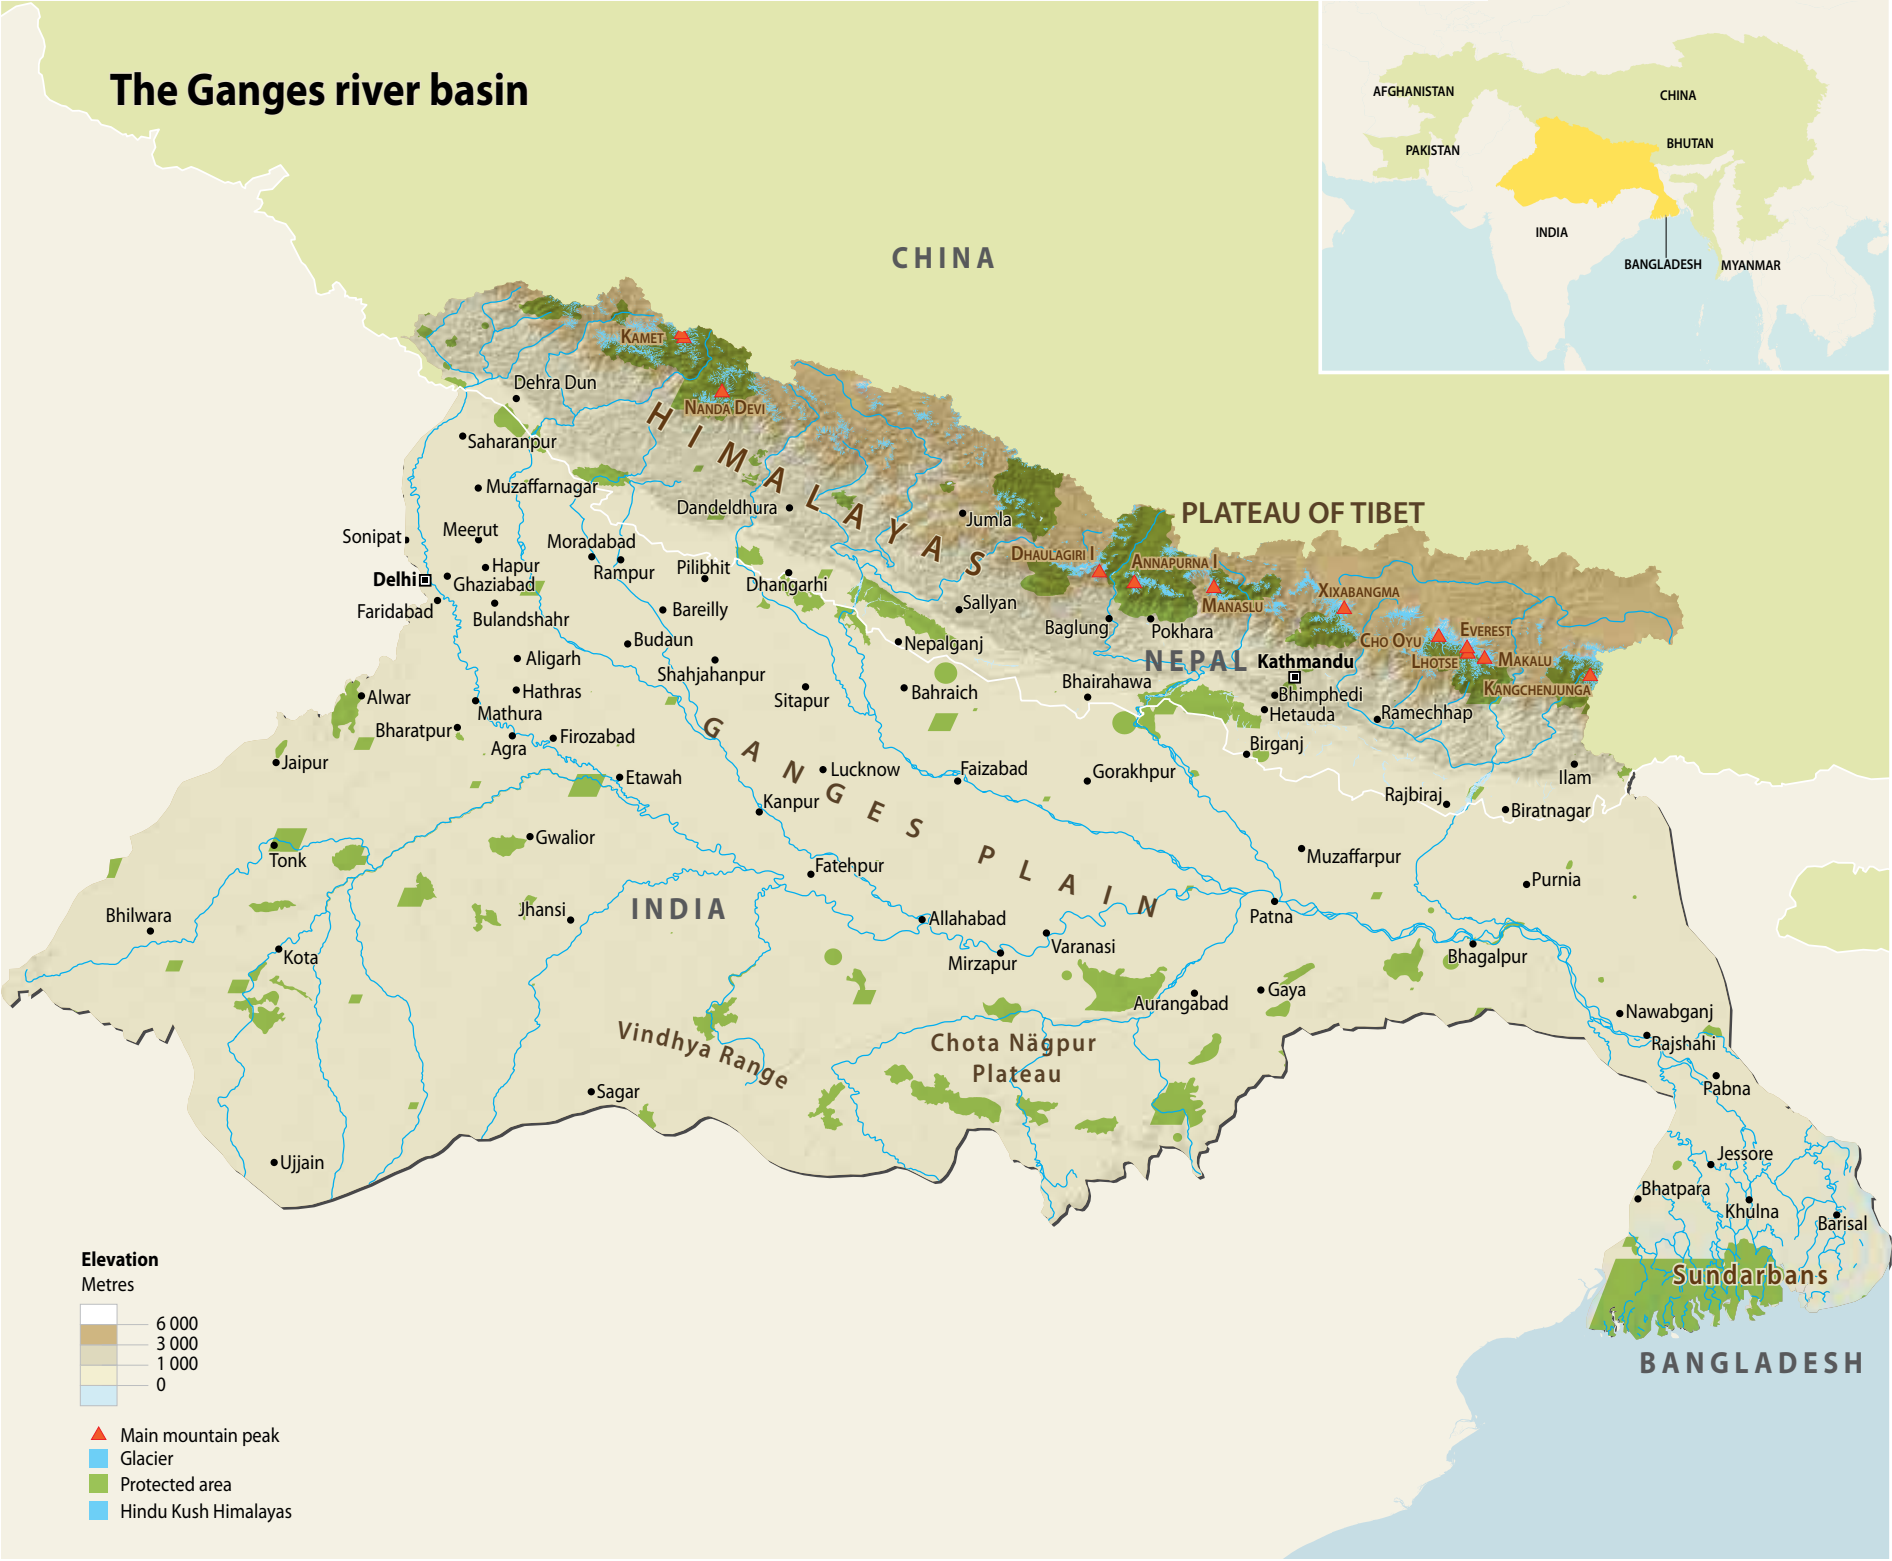 The Ganges river basin
AFGHANISTAN
CHINA
PAKISTAN
BHUTAN
INDIA
BANGLADESH
MYANMAR
CHINA
KAMET
NANDA DEVI
Dehra Dun
Saharanpur
HIMALAYAS
Muzaffarnagar
Dandeldhura
Jumla
PLATEAU OF TIBET
Sonipat
Meerut
Moradabad
DHAULAGIRI I
ANNAPURNA I
Hapur
Rampur
Pilibhit
Delhi
Ghaziabad
Dhangarhi
XIXABANGMA
MANASLU
Faridabad
Bulandshahr
Bareilly
Sallyan
Baglung
Pokhara
CHO OYU
EVEREST
Budaun
Nepalganj
NEPAL
Kathmandu
LHOTSE
MAKALU
Aligarh
Shahjahanpur
Bhairahawa
KANGCHENJUNGA
Alwar
Hathras
Sitapur
Bahraich
Bhimphedi
Mathura
Hetauda
Ramechhap
Bharatpur
Agra
Firozabad
GANGES PLAIN
Birganj
Jaipur
Etawah
Lucknow
Faizabad
Gorakhpur
Ilam
Kanpur
Rajbiraj
Biratnagar
Gwalior
Tonk
Fatehpur
Muzaffarpur
Purnia
Bhilwara
Jhansi
INDIA
Allahabad
Patna
Kota
Varanasi
Mirzapur
Bhagalpur
Aurangabad
Gaya
Nawabganj
Vindhya Range
Chota Nägpur
Plateau
Rajshahi
Sagar
Pabna
Ujjain
Jessore
Bhatpara
Khulna
Barisal
Sundarbans
BANGLADESH
Elevation
Metres
6 000
3 000
1 000
0
Main mountain peak
Glacier
Protected area
Hindu Kush Himalayas